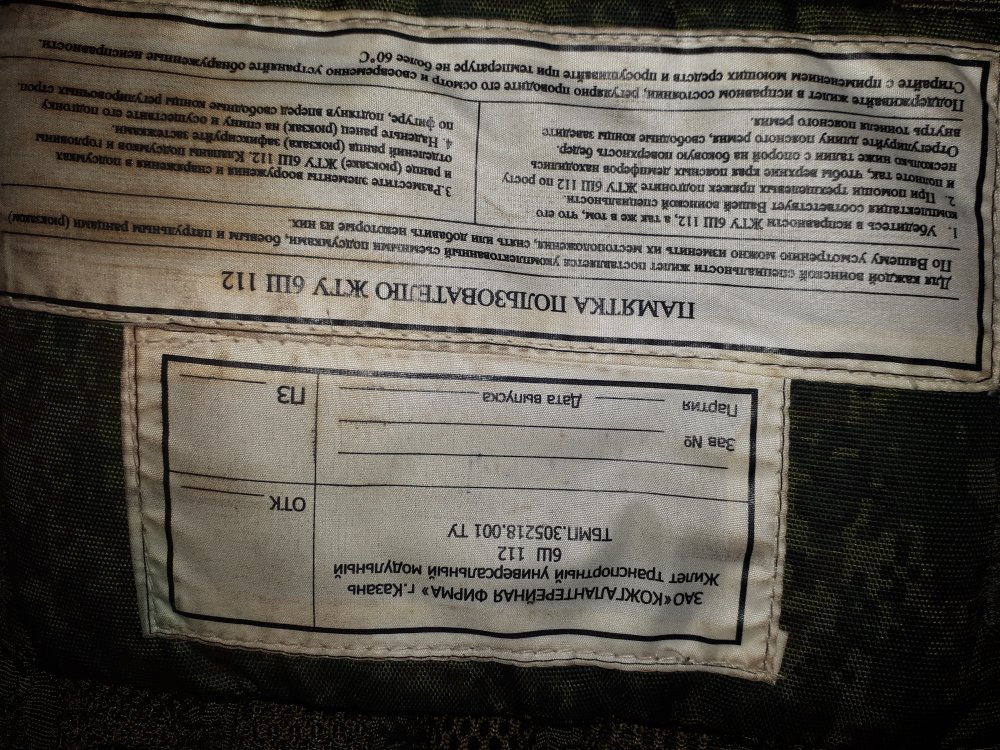 ЗАО«КОЖГАЛАНТЕРЕЙНАЯ ФИРМА» г.Казань
Жилет транспортный универсальный модульный
6Ш 112
ТБМП.305218.001 ТУ
ОТК
Зав №
Партия Дата выпуска
ПЗ
ПАМЯТКА ПОЛЬЗОВАТЕЛЮ ЖТУ 6Ш 112
Для каждой воинской специальности жилет поставляется укомплектованный съемными подсумками, боевым и патрульным ранцами (рюкзаком)
По Вашему усмотрению можно изменить их местоположения, снять или добавить некоторые из них.
1. Убедитесь в исправности ЖТУ 6Ш 112, а так же в том, что его
комплектация соответствует Вашей воинской специальности.
2. При помощи трехщелевых пряжек подгоните ЖТУ 6Ш 112 по росту
и полноте так, чтобы верхние края поясных демпферов находились
несколько ниже талии с опорой на боковую поверхность бедер.
Отрегулируйте длину поясного ремня, свободные концы заведите
внутрь тоннеля поясного ремня.
3.Разместите элементы вооружения и снаряжения в подсумках
и ранце (рюкзаке) ЖТУ 6Ш 112. Клапаны подсумков и горловины
отделений ранца (рюкзака) зафиксируйте застежками.
4. Наденьте ранец (рюкзак) на спину и осуществите его подгонку
по фигуре, подтянув вперед свободные концы регулировочных строп.
Поддерживайте жилет в исправном состоянии, регулярно проводите его осмотр и своевременно устраняйте обнаруженные неисправности.
Стирайте с применением моющих средств и просушивайте при температуре не более 60°С